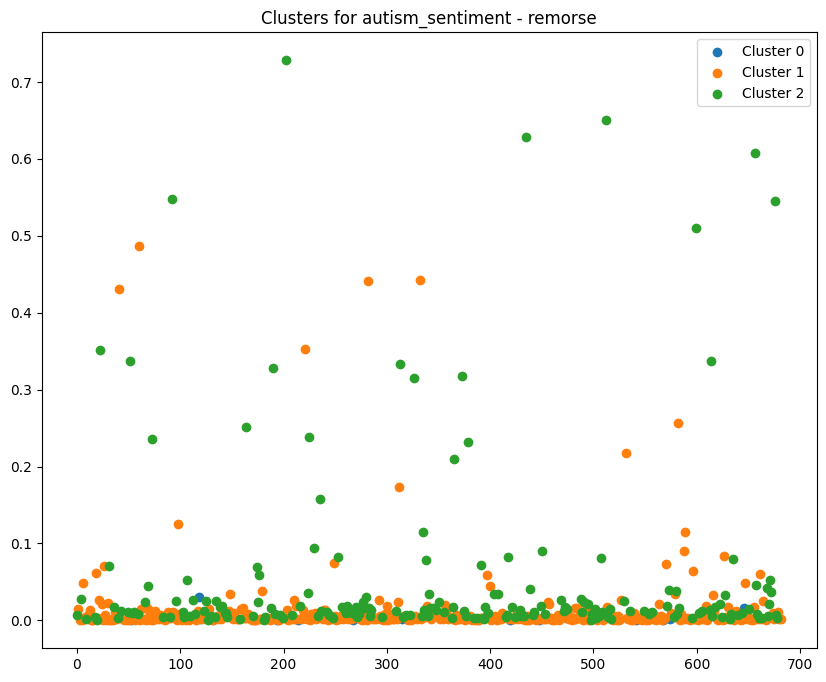 Clusters for autism_sentiment - remorse
Cluster 0
Cluster 1
Cluster 2
0.7
0.6
0.5
0.4
0.3
0.2
0.1
0.0
0 100 200 300 400 500 600 700